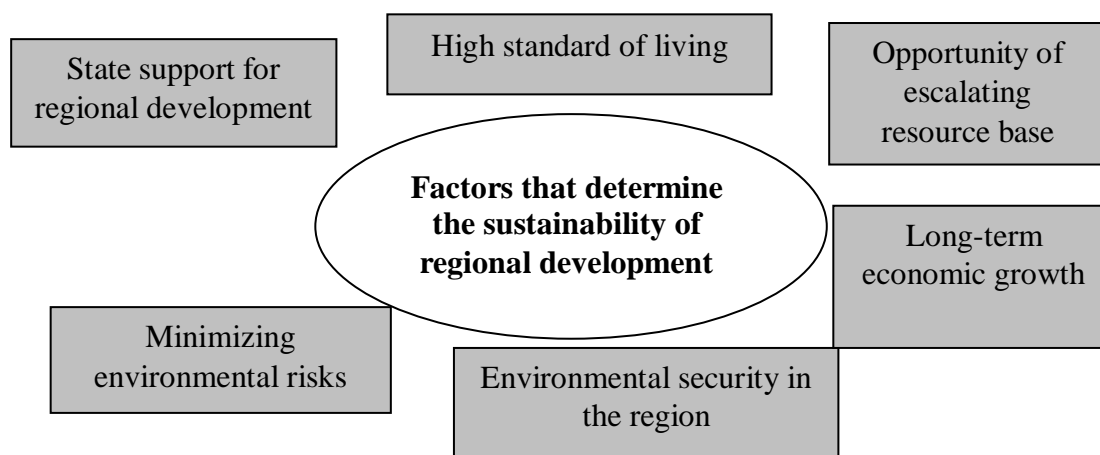 State support for
regional development
High standard of living
Opportunity of
escalating
resource base
Factors that determine
the sustainability of
regional development
Long-term
economic growth
Minimizing
environmental risks
Environmental security in
the region